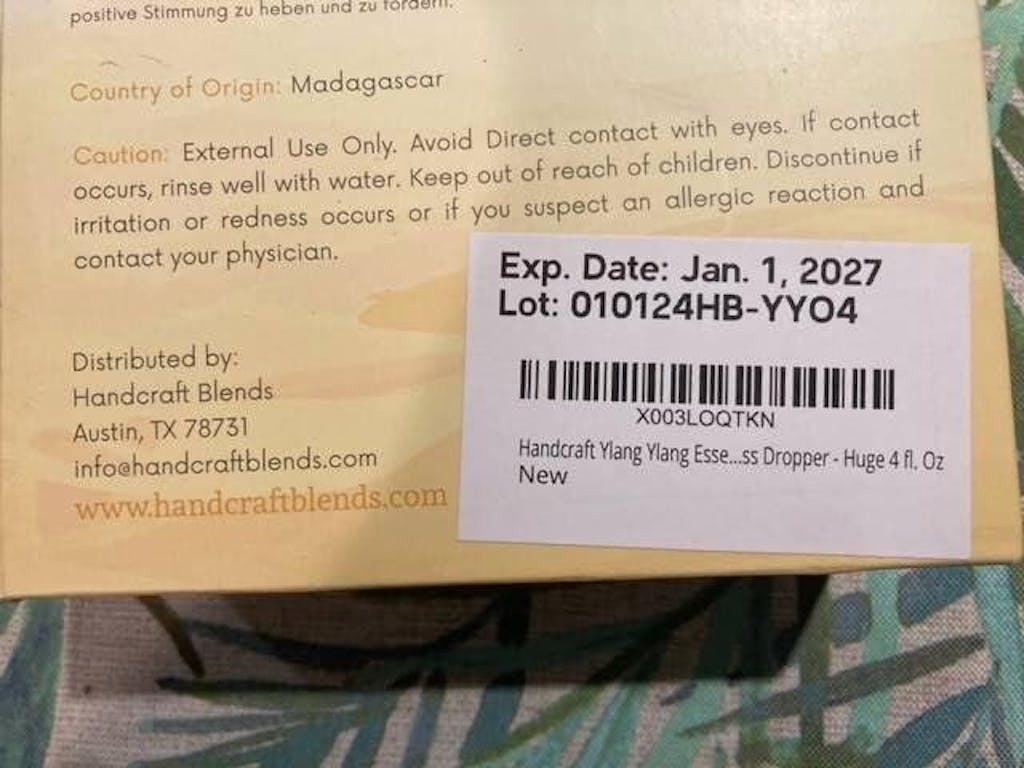 positive Stimmung zu heben und zu fördern.
Country of Origin: Madagascar
Caution: External Use Only. Avoid Direct contact with eyes. If contact
occurs, rinse well with water. Keep out of reach of children. Discontinue if
irritation or redness occurs or if you suspect an allergic reaction and
contact your physician.
Distributed by:
Handcraft Blends
Austin, TX 78731
info@handcraftblends.com
www.handcraftblends.com
Exp. Date: Jan. 1, 2027
Lot: 010124HB-YYO4
X003LOQTKN
Handcraft Ylang Ylang Esse...ss Dropper - Huge 4 fl. Oz
New